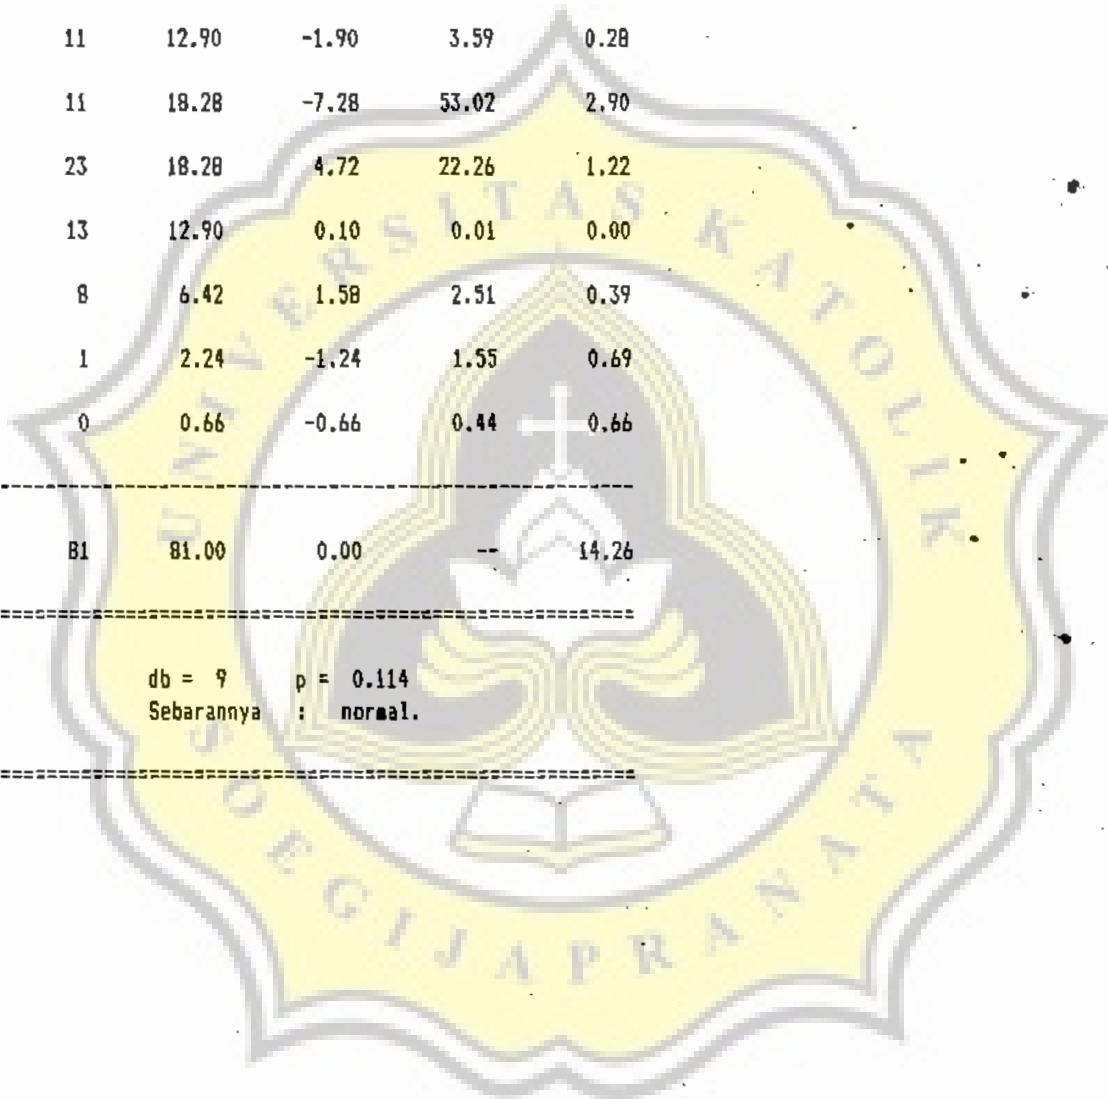 11 12.90 -1.90 3.59 0.28
11 18.28 -7.28 53.02 2.90
23 18.28 4.72 22.26 1.22
13 12.90 0.10 0.01 0.00
8 6.42 1.58 2.51 0.39
1 2.24 -1.24 1.55 0.69
0 0.66 -0.66 0.44 0.66
--------------------------------
81 81.00 0.00 -- 14.26
================================
db = 9 p = 0.114
Sebarannya : normal.
================================
UNIVERSITAS KATOLIK
SOEGIJAPRANATA